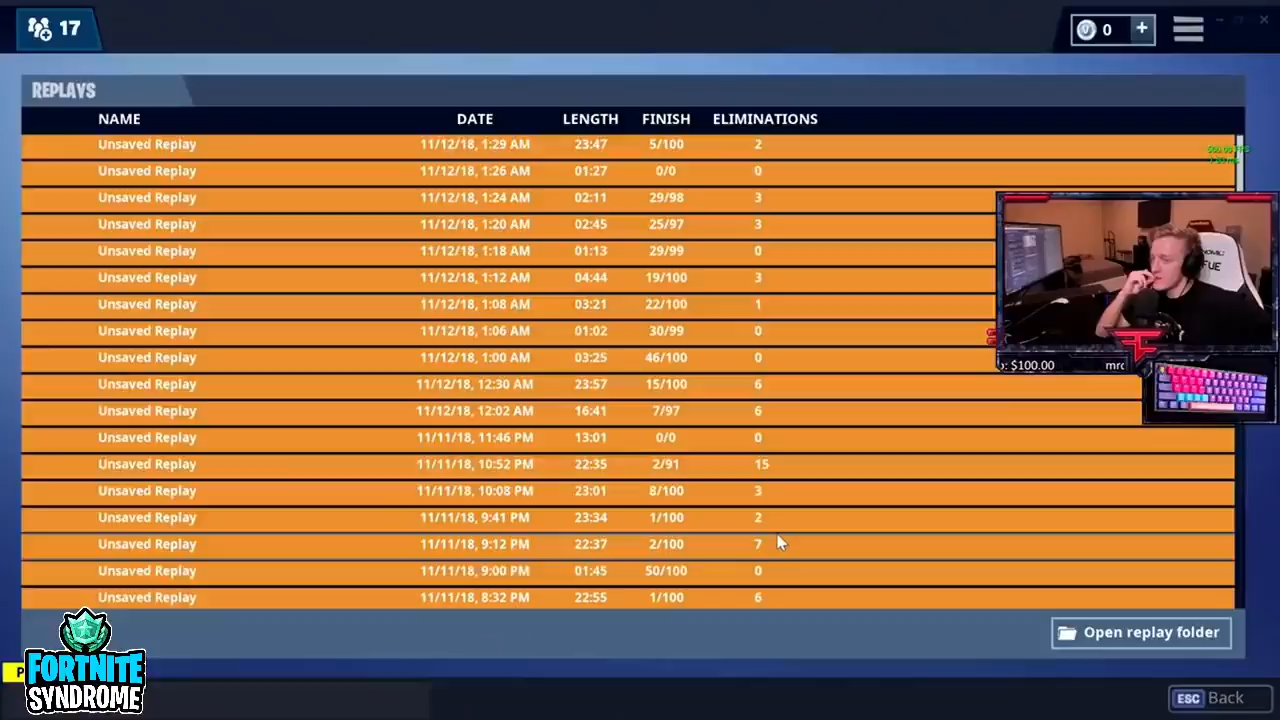 17
0 +
REPLAYS
NAME DATE LENGTH FINISH ELIMINATIONS
Unsaved Replay 11/12/18, 1:29 AM 23:47 5/100 2
Unsaved Replay 11/12/18, 1:26 AM 01:27 0/0 0
Unsaved Replay 11/12/18, 1:24 AM 02:11 29/98 3
Unsaved Replay 11/12/18, 1:20 AM 02:45 25/97 3
Unsaved Replay 11/12/18, 1:18 AM 01:13 29/99 0
Unsaved Replay 11/12/18, 1:12 AM 04:44 19/100 3
Unsaved Replay 11/12/18, 1:08 AM 03:21 22/100 1
Unsaved Replay 11/12/18, 1:06 AM 01:02 30/99 0
Unsaved Replay 11/12/18, 1:00 AM 03:25 46/100 0
Unsaved Replay 11/12/18, 12:30 AM 23:57 15/100 6
Unsaved Replay 11/12/18, 12:02 AM 16:41 7/97 6
Unsaved Replay 11/11/18, 11:46 PM 13:01 0/0 0
Unsaved Replay 11/11/18, 10:52 PM 22:35 2/91 15
Unsaved Replay 11/11/18, 10:08 PM 23:01 8/100 3
Unsaved Replay 11/11/18, 9:41 PM 23:34 1/100 2
Unsaved Replay 11/11/18, 9:12 PM 22:37 2/100 7
Unsaved Replay 11/11/18, 9:00 PM 01:45 50/100 0
Unsaved Replay 11/11/18, 8:32 PM 22:55 1/100 6
FUE
: $100.00 mr
Open replay folder
P
FORTNITE
SYNDROME
ESC Back